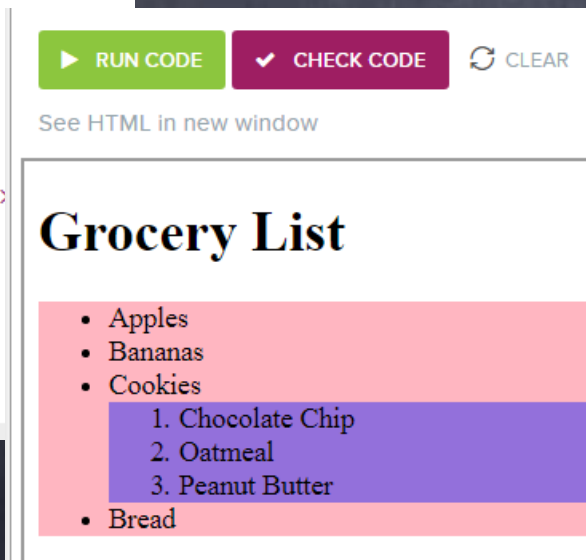 RUN CODE CHECK CODE CLEAR
See HTML in new window
Grocery List
• Apples
• Bananas
• Cookies
1. Chocolate Chip
2. Oatmeal
3. Peanut Butter
• Bread